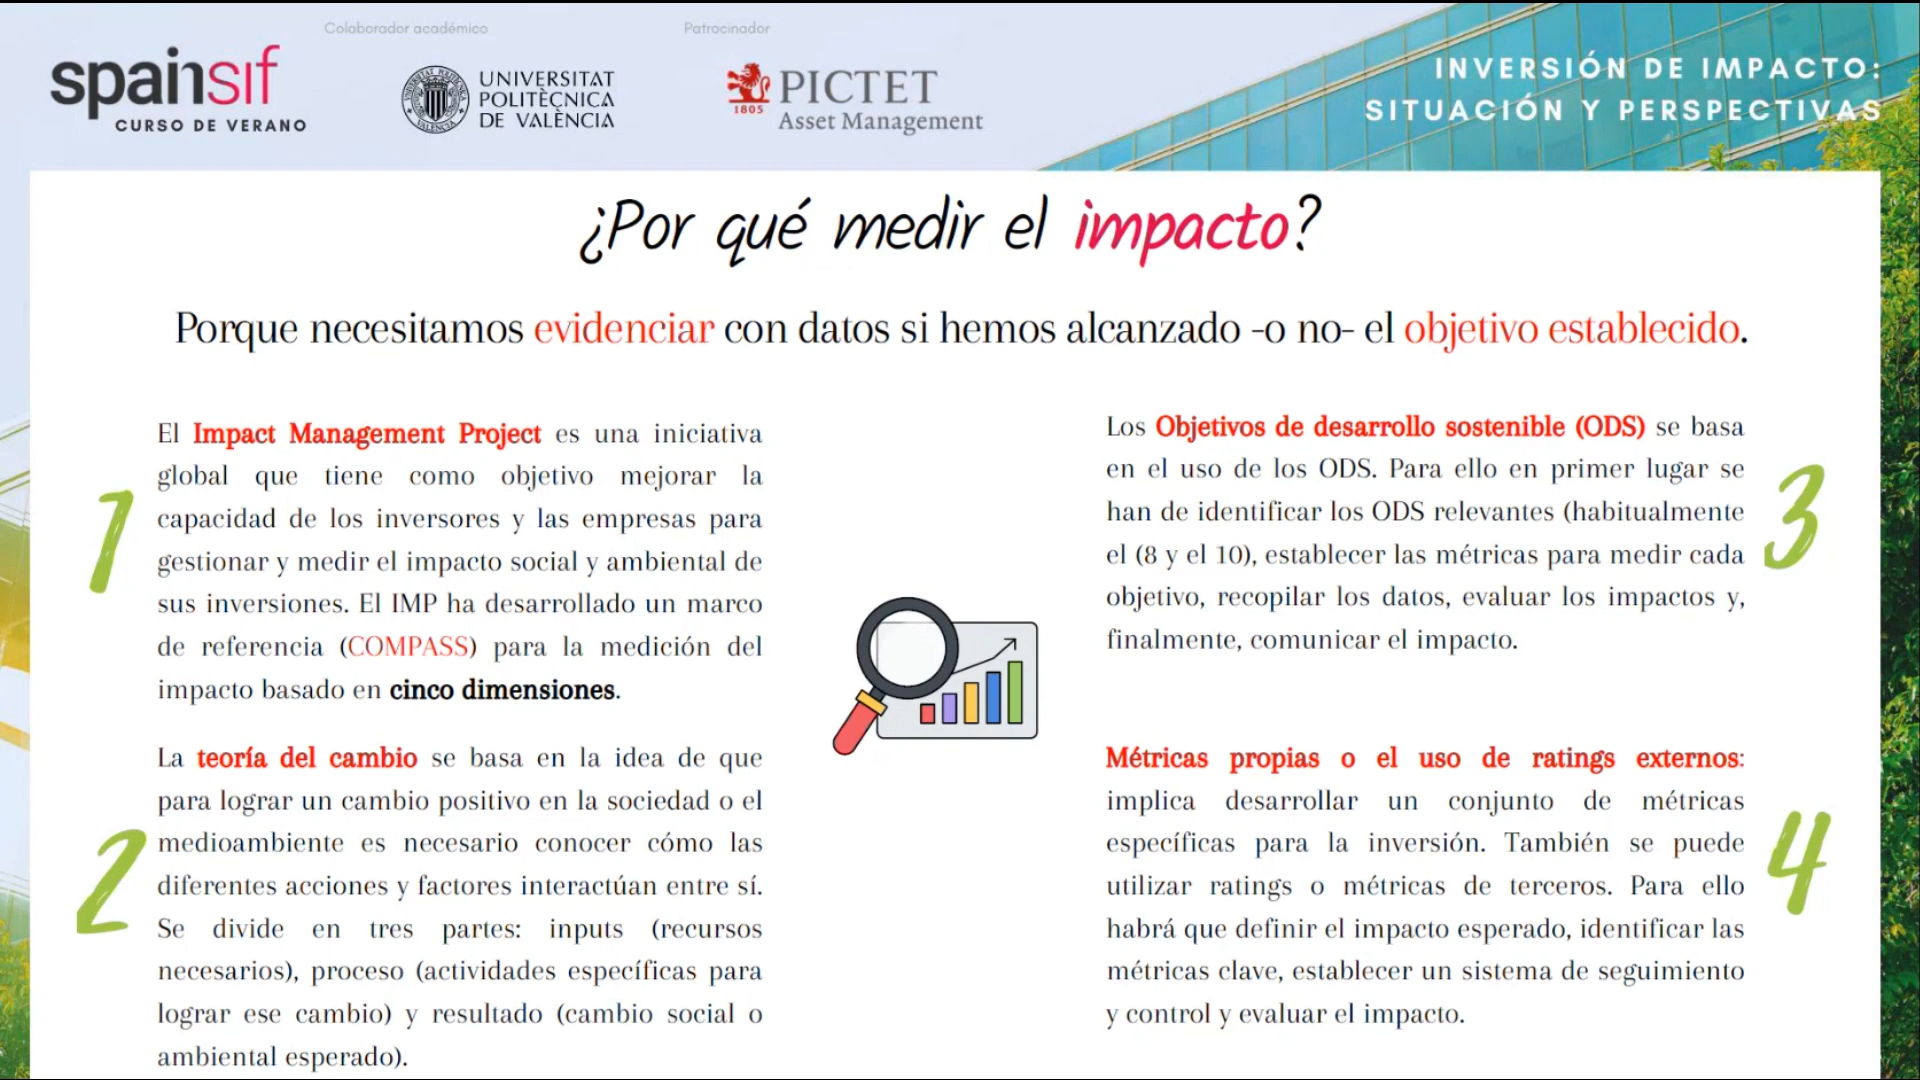 Colaborador académico
Patrocinador
spainsif
CURSO DE VERANO
UNIVERSITAT
POLITÈCNICA
DE VALÈNCIA
1805
PICTET
Asset Management
INVERSIÓN DE IMPACTO:
SITUACIÓN Y PERSPECTIVAS
¿Por qué medir el impacto?
Porque necesitamos evidenciar con datos si hemos alcanzado -o no- el objetivo establecido.
1
El Impact Management Project es una iniciativa
global que tiene como objetivo mejorar la
capacidad de los inversores y las empresas para
gestionar y medir el impacto social y ambiental de
sus inversiones. El IMP ha desarrollado un marco
de referencia (COMPASS) para la medición del
impacto basado en cinco dimensiones.
2
La teoría del cambio se basa en la idea de que
para lograr un cambio positivo en la sociedad o el
medioambiente es necesario conocer cómo las
diferentes acciones y factores interactúan entre sí.
Se divide en tres partes: inputs (recursos
necesarios), proceso (actividades específicas para
lograr ese cambio) y resultado (cambio social o
ambiental esperado).
3
Los Objetivos de desarrollo sostenible (ODS) se basa
en el uso de los ODS. Para ello en primer lugar se
han de identificar los ODS relevantes (habitualmente
el (8 y el 10), establecer las métricas para medir cada
objetivo, recopilar los datos, evaluar los impactos y,
finalmente, comunicar el impacto.
4
Métricas propias o el uso de ratings externos:
implica desarrollar un conjunto de métricas
específicas para la inversión. También se puede
utilizar ratings o métricas de terceros. Para ello
habrá que definir el impacto esperado, identificar las
métricas clave, establecer un sistema de seguimiento
y control y evaluar el impacto.